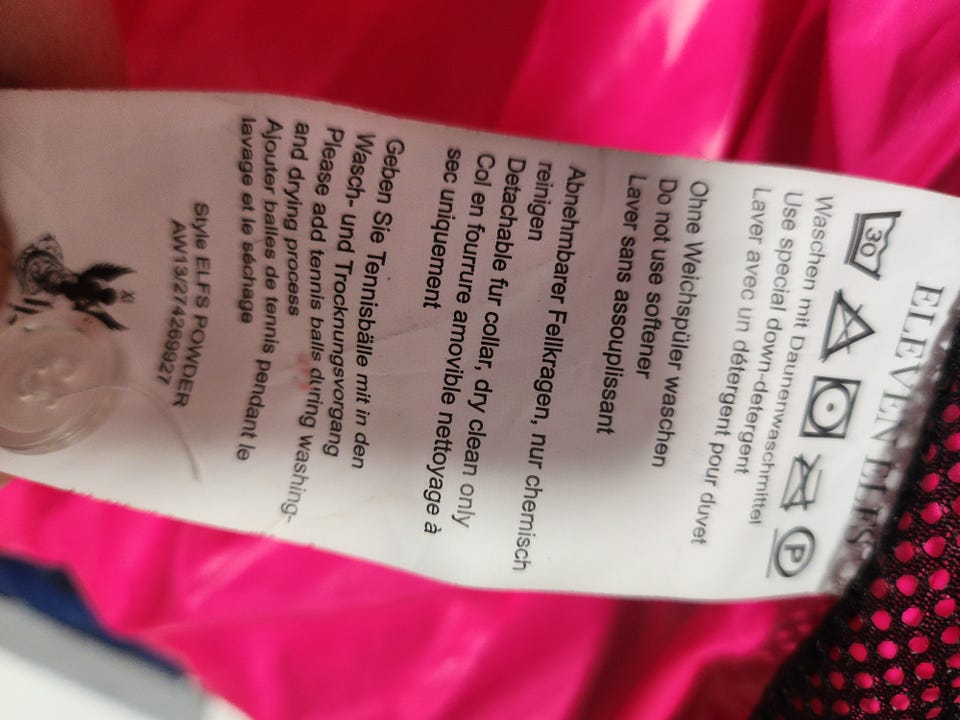 ELEVEN ELFS
30
P
Waschen mit Daunenwaschmittel
Use special down-detergent
Laver avec un détergent pour duvet
Ohne Weichspüler waschen
Do not use softener
Laver sans assouplissant
Abnehmbarer Fellkragen, nur chemisch
reinigen
Detachable fur collar, dry clean only
Col en fourrure amovible nettoyage à
sec uniquement
Geben Sie Tennisbälle mit in den
Wasch- und Trocknungsvorgang
Please add tennis balls during washing-
and drying process
Ajouter balles de tennis pendant le
lavage et le séchage
Style ELFS POWDER
AW13/274269927
XI